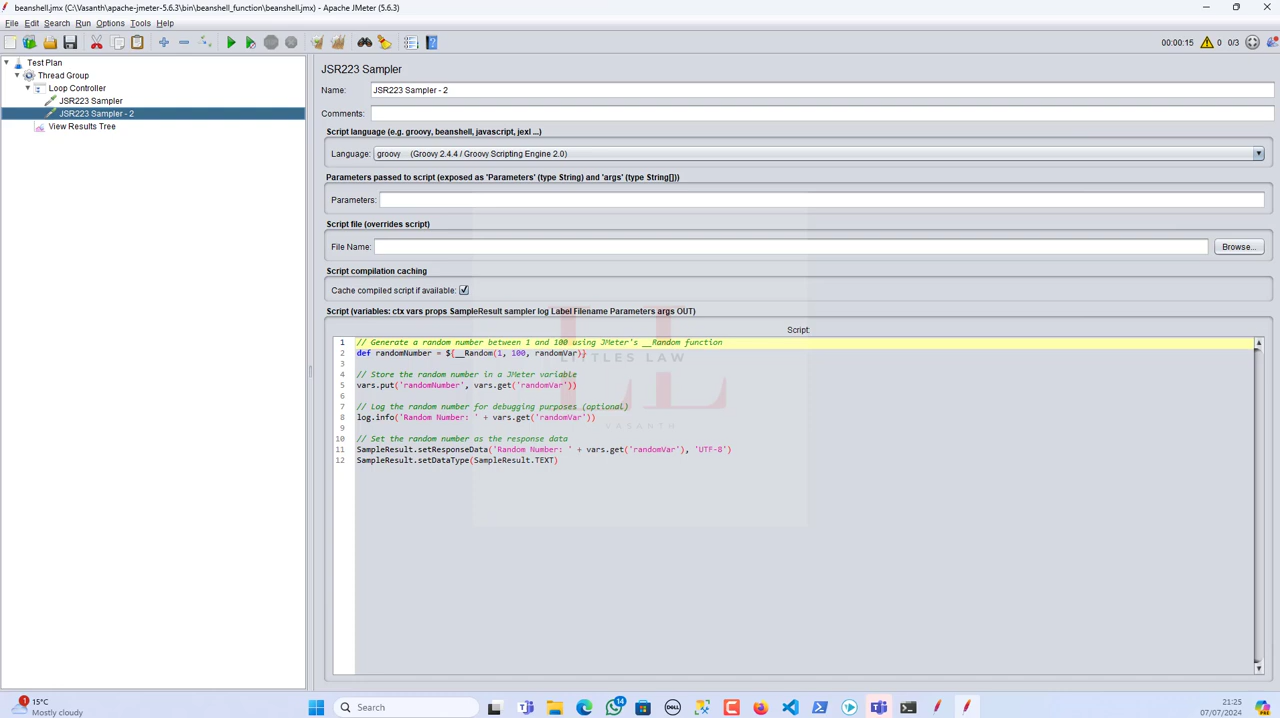 beanshell.jmx (C:\Vasanth\apache-jmeter-5.6.3\bin\beanshell_function\beanshell.jmx) - Apache JMeter (5.6.3)
File Edit Search Run Options Tools Help
00:00:15 0 0/3
Test Plan
Thread Group
Loop Controller
JSR223 Sampler
JSR223 Sampler - 2
View Results Tree
JSR223 Sampler
Name: JSR223 Sampler - 2
Comments:
Script language (e.g. groovy, beanshell, javascript, jexl ...)
Language: groovy (Groovy 2.4.4 / Groovy Scripting Engine 2.0)
Parameters passed to script (exposed as 'Parameters' (type String) and 'args' (type String[]))
Parameters:
Script file (overrides script)
File Name: Browse...
Script compilation caching
Cache compiled script if available:
Script (variables: ctx vars props SampleResult sampler log Label Filename Parameters args OUT)
Script:
1 // Generate a random number between 1 and 100 using JMeter's __Random function
2 def randomNumber = ${__Random(1, 100, randomVar)}
3
4 // Store the random number in a JMeter variable
5 vars.put('randomNumber', vars.get('randomVar'))
6
7 // Log the random number for debugging purposes (optional)
8 log.info('Random Number: ' + vars.get('randomVar'))
9
10 // Set the random number as the response data
11 SampleResult.setResponseData('Random Number: ' + vars.get('randomVar'), 'UTF-8')
12 SampleResult.setDataType(SampleResult.TEXT)
LL
LITTLES LAW
VASANTH
1
15°C
Mostly cloudy
Search
14
DELL
21:25
07/07/2024